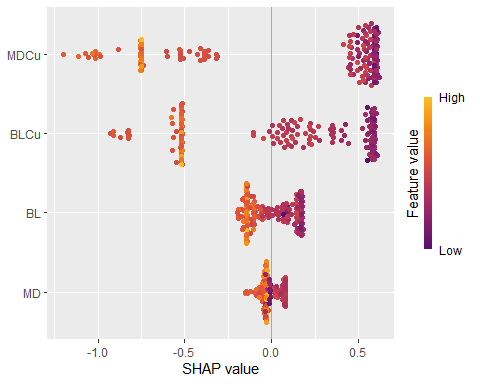 MDCu
BLCu
BL
MD
-1.0
-0.5
0.0
0.5
SHAP value
High
Feature value
Low